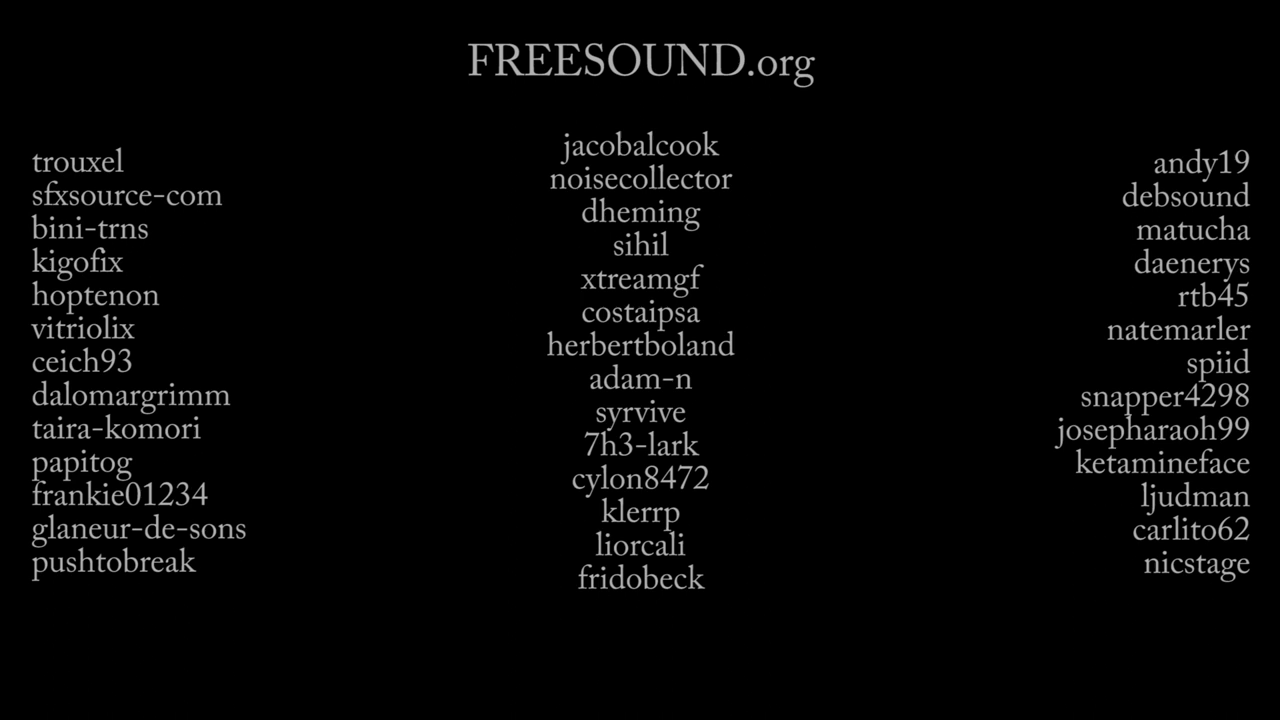 FREESOUND.org
trouxel
sfxsource-com
bini-trns
kigofix
hoptenon
vitriolix
ceich93
dalomargrimm
taira-komori
papitog
frankie01234
glaneur-de-sons
pushtobreak
jacobalcook
noisecollector
dheming
sihil
xtreamgf
costaipsa
herbertboland
adam-n
syrvive
7h3-lark
cylon8472
klerrp
liorcali
fridobeck
andy19
debsound
matucha
daenerys
rtb45
natemarler
spiid
snapper4298
josepharaoh99
ketamineface
ljudman
carlito62
nicstage